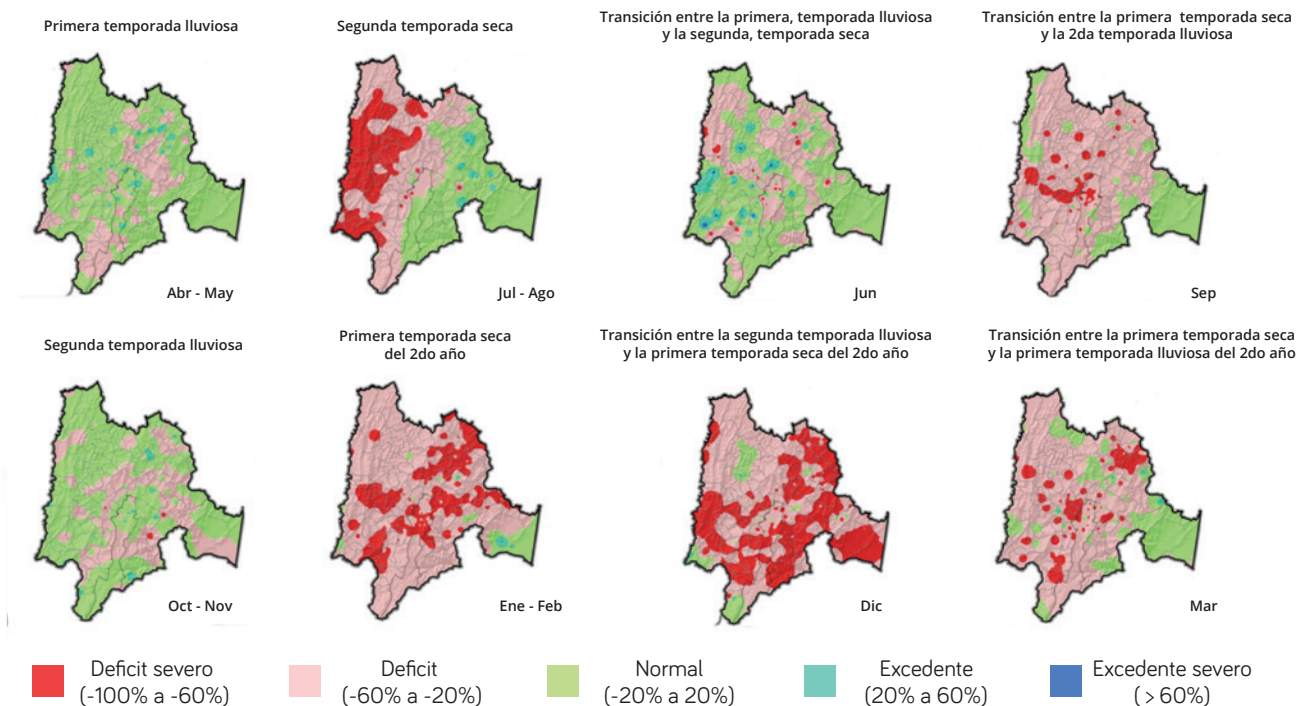 Primera temporada lluviosa
Segunda temporada seca
Transición entre la primera, temporada lluviosa
y la segunda, temporada seca
Transición entre la primera temporada seca
y la 2da temporada lluviosa
Abr - May
Jul - Ago
Jun
Sep
Segunda temporada lluviosa
Primera temporada seca
del 2do año
Transición entre la segunda temporada lluviosa
y la primera temporada seca del 2do año
Transición entre la primera temporada seca
y la primera temporada lluviosa del 2do año
Oct - Nov
Ene - Feb
Dic
Mar
Deficit severo
(-100% a -60%)
Deficit
(-60% a -20%)
Normal
(-20% a 20%)
Excedente
(20% a 60%)
Excedente severo
( > 60%)